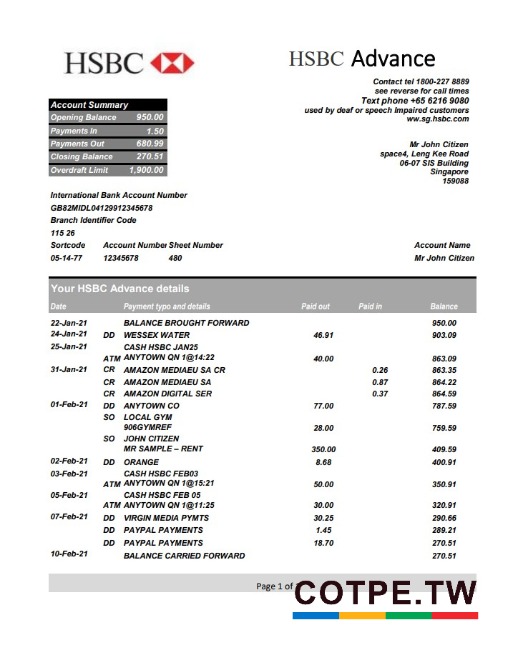 HSBC
HSBC Advance
Contact tel 1800-227 8889
see reverse for call times
Text phone +65 6216 9080
used by deaf or speech Impaired customers
ww.sg.hsbc.com
Account Summary
Opening Balance 950.00
Payments In 1.50
Payments Out 680.99
Closing Balance 270.51
Overdraft Limit 1,900.00
Mr John Citizen
space4, Leng Kee Road
06-07 SIS Building
Singapore
159088
International Bank Account Number
GB82MIDL04129912345678
Branch Identifier Code
115 26
Sortcode Account Number Sheet Number Account Name
05-14-77 12345678 480 Mr John Citizen
Your HSBC Advance details
Date Payment typo and details Paid out Paid in Balance
22-Jan-21 BALANCE BROUGHT FORWARD 950.00
24-Jan-21 DD WESSEX WATER 46.91 903.09
25-Jan-21 CASH HSBC JAN25
ATM ANYTOWN QN 1@14:22 40.00 863.09
31-Jan-21 CR AMAZON MEDIAEU SA CR 0.26 863.35
CR AMAZON MEDIAEU SA 0.87 864.22
CR AMAZON DIGITAL SER 0.37 864.59
01-Feb-21 DD ANYTOWN CO 77.00 787.59
SO LOCAL GYM
906GYMREF 28.00 759.59
SO JOHN CITIZEN
MR SAMPLE – RENT 350.00 409.59
02-Feb-21 DD ORANGE 8.68 400.91
03-Feb-21 CASH HSBC FEB03
ATM ANYTOWN QN 1@15:21 50.00 350.91
05-Feb-21 CASH HSBC FEB 05
ATM ANYTOWN QN 1@11:25 30.00 320.91
07-Feb-21 DD VIRGIN MEDIA PYMTS 30.25 290.66
DD PAYPAL PAYMENTS 1.45 289.21
DD PAYPAL PAYMENTS 18.70 270.51
10-Feb-21 BALANCE CARRIED FORWARD 270.51
Page 1 of
COTPE.TW